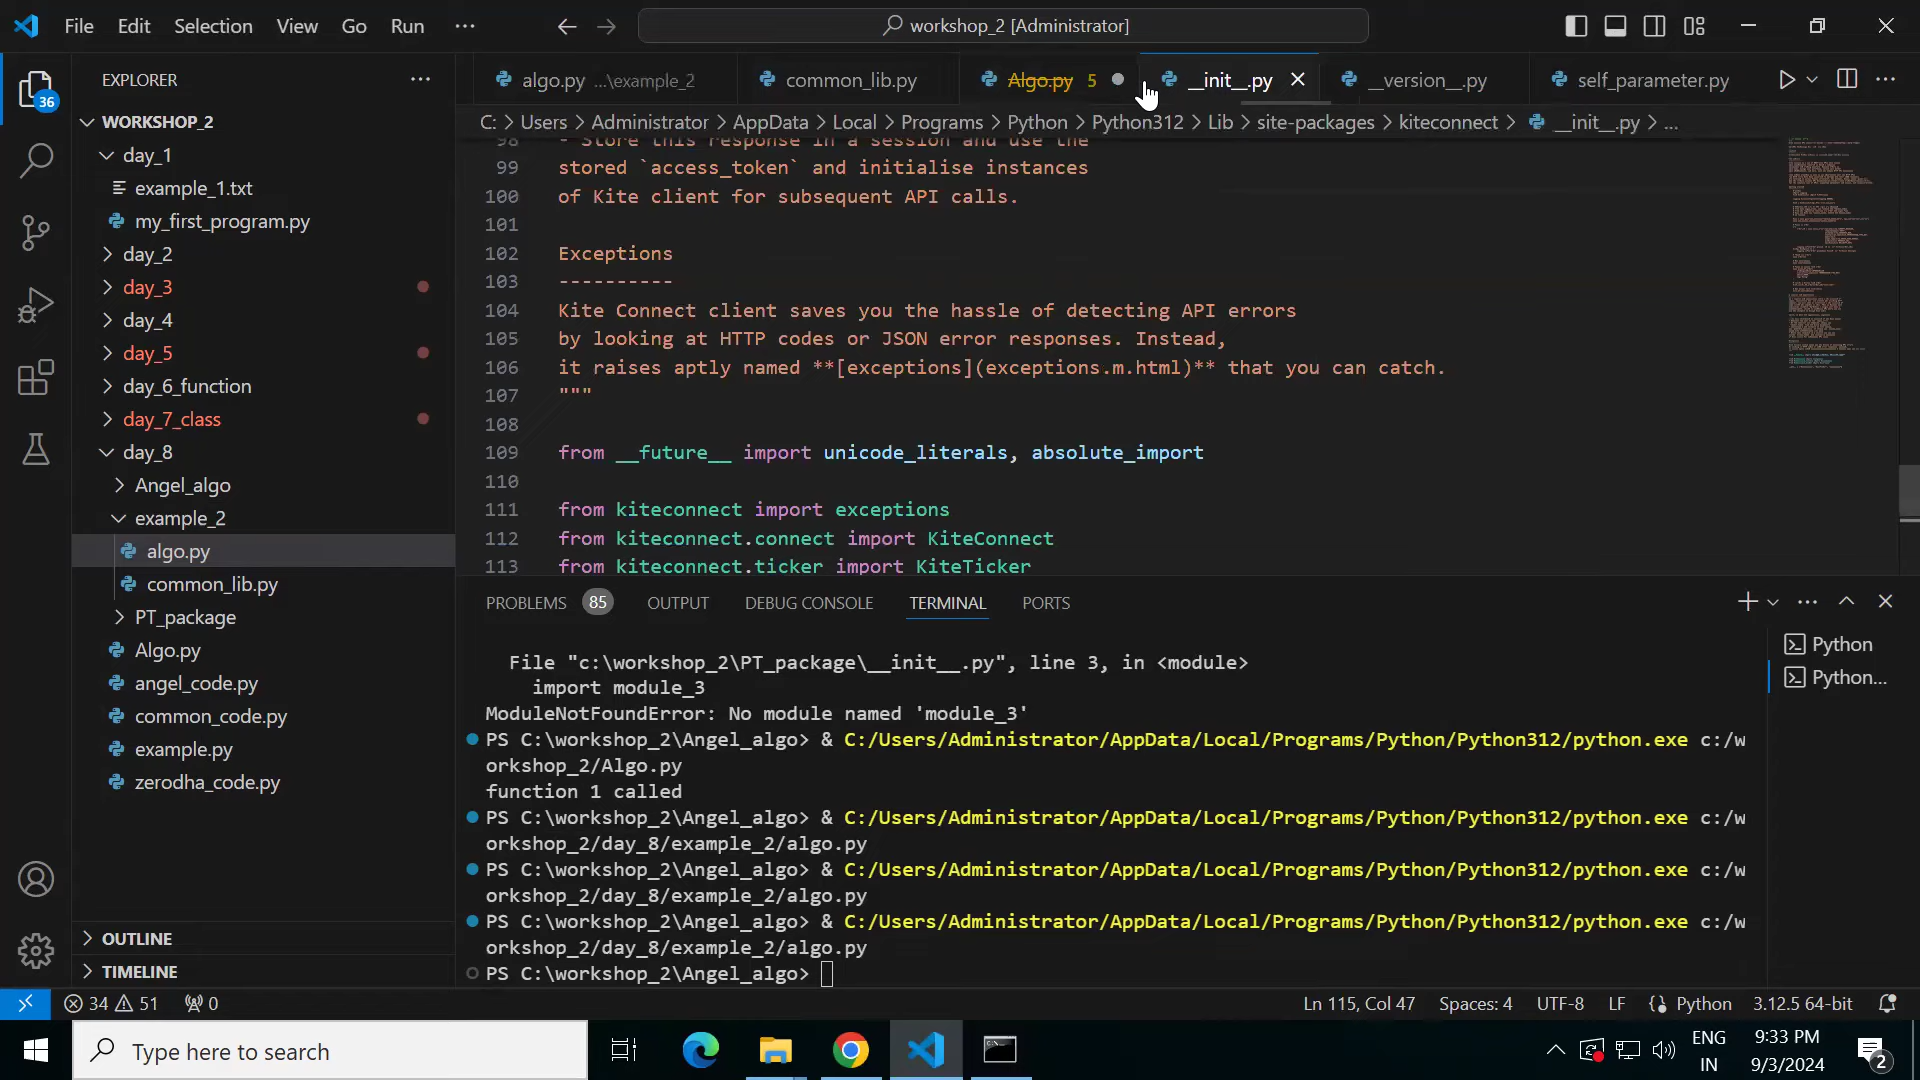 File Edit Selection View Go Run ···
workshop_2 [Administrator]
EXPLORER
algo.py ...\example_2
common_lib.py
Algo.py 5
__init__.py
__version__.py
self_parameter.py
36
C: > Users > Administrator > AppData > Local > Programs > Python > Python312 > Lib > site-packages > kiteconnect > __init__.py > ...
WORKSHOP_2
day_1
example_1.txt
my_first_program.py
day_2
day_3
day_4
day_5
day_6_function
day_7_class
day_8
Angel_algo
example_2
algo.py
common_lib.py
PT_package
Algo.py
angel_code.py
common_code.py
example.py
zerodha_code.py
OUTLINE
TIMELINE
98 - Store this response in a session and use the
99 stored `access_token` and initialise instances
100 of Kite client for subsequent API calls.
101
102 Exceptions
103 ----------
104 Kite Connect client saves you the hassle of detecting API errors
105 by looking at HTTP codes or JSON error responses. Instead,
106 it raises aptly named **[exceptions](exceptions.m.html)** that you can catch.
107 """
108
109 from __future__ import unicode_literals, absolute_import
110
111 from kiteconnect import exceptions
112 from kiteconnect.connect import KiteConnect
113 from kiteconnect.ticker import KiteTicker
PROBLEMS 85 OUTPUT DEBUG CONSOLE TERMINAL PORTS
File "c:\workshop_2\PT_package\__init__.py", line 3, in <module>
import module_3
ModuleNotFoundError: No module named 'module_3'
PS C:\workshop_2\Angel_algo> & C:/Users/Administrator/AppData/Local/Programs/Python/Python312/python.exe c:/w
orkshop_2/Algo.py
function 1 called
PS C:\workshop_2\Angel_algo> & C:/Users/Administrator/AppData/Local/Programs/Python/Python312/python.exe c:/w
orkshop_2/day_8/example_2/algo.py
PS C:\workshop_2\Angel_algo> & C:/Users/Administrator/AppData/Local/Programs/Python/Python312/python.exe c:/w
orkshop_2/day_8/example_2/algo.py
PS C:\workshop_2\Angel_algo> & C:/Users/Administrator/AppData/Local/Programs/Python/Python312/python.exe c:/w
orkshop_2/day_8/example_2/algo.py
PS C:\workshop_2\Angel_algo>
Python
Python...
34 51 0
Ln 115, Col 47 Spaces: 4 UTF-8 LF Python 3.12.5 64-bit
Type here to search
ENG
IN
9:33 PM
9/3/2024
2